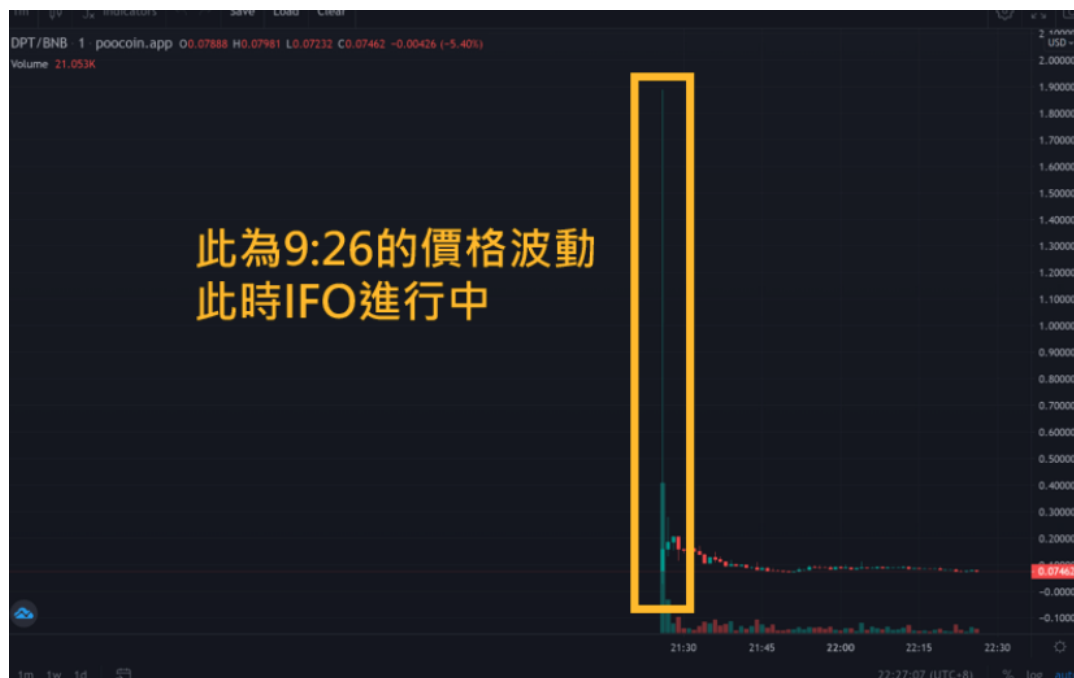 Indicators Save Load Clear
DPT/BNB · 1 · poocoin.app O0.07888 H0.07981 L0.07232 C0.07462 −0.00426 (−5.40%)
Volume 21.053K
USD
2.00000
1.90000
1.80000
1.70000
1.60000
1.50000
1.40000
1.30000
1.20000
1.10000
1.00000
0.90000
0.80000
0.70000
0.60000
0.50000
0.40000
0.30000
0.20000
0.07462
−0.0000
−0.1000
此為9:26的價格波動
此時IFO進行中
21:30 21:45 22:00 22:15 22:30
1m 1w 1d 22:27:07 (UTC+8) % log auto